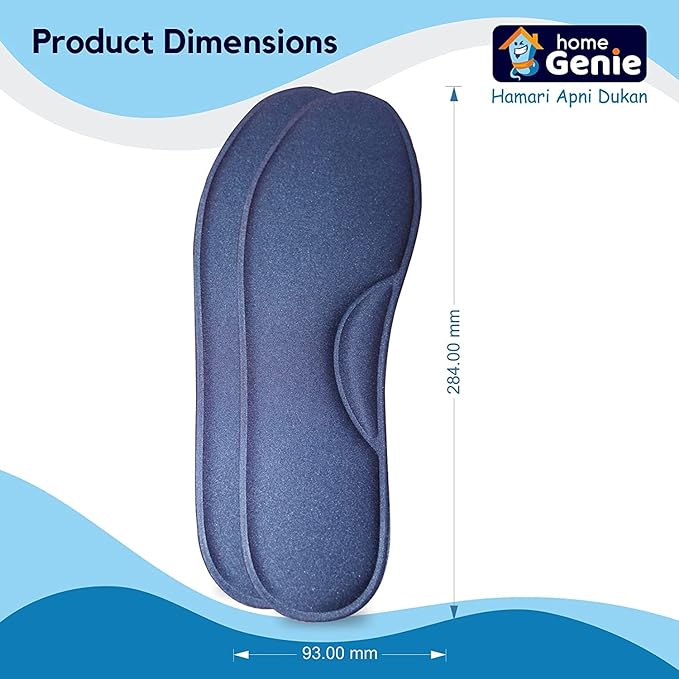 Product Dimensions
home
Genie
Hamari Apni Dukan
284.00 mm
93.00 mm